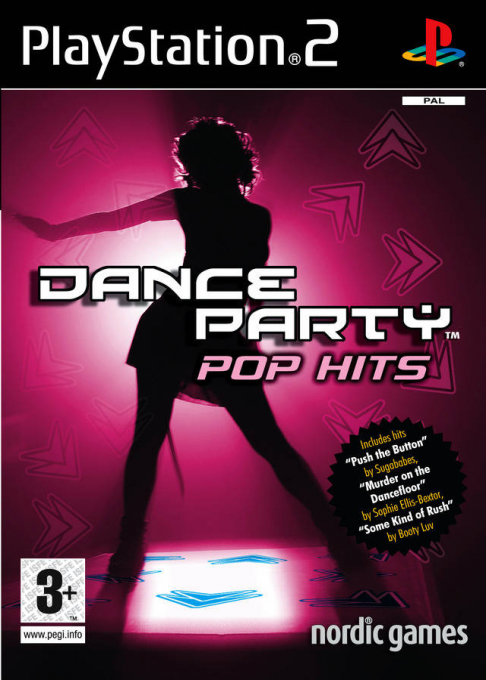 PlayStation®2
PAL
DANCE
PARTY™
POP HITS
Includes hits
"Push the Button"
by Sugababes,
"Murder on the
Dancefloor"
by Sophie Ellis-Bextor,
"Some Kind of Rush"
by Booty Luv
3+
™
www.pegi.info
nordic games